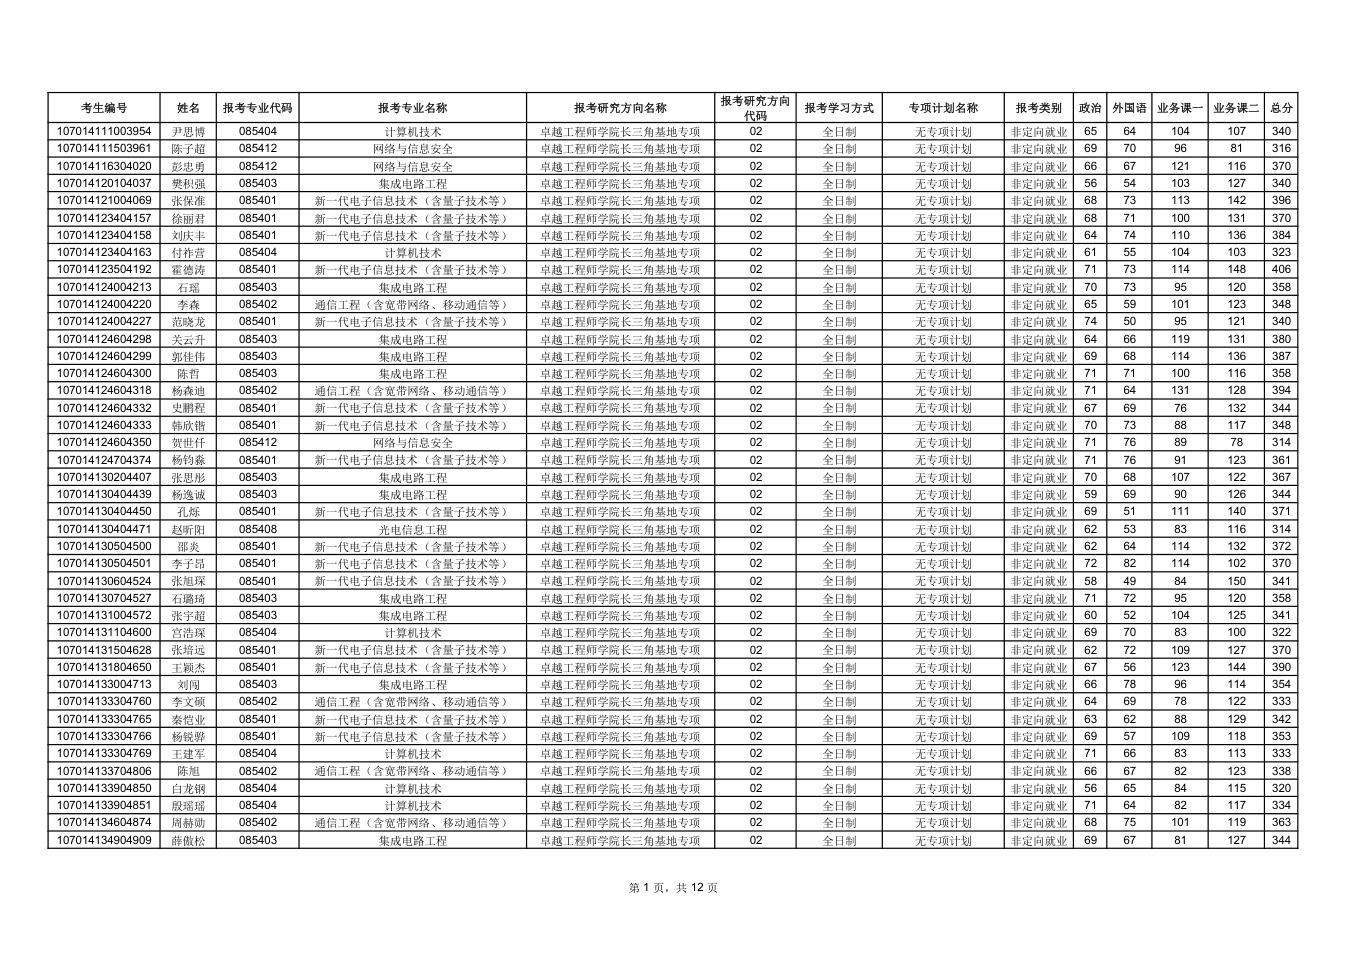 考生编号 姓名 报考专业代码 报考专业名称 报考研究方向名称 报考研究方向代码 报考学习方式 专项计划名称 报考类别 政治 外国语 业务课一 业务课二 总分
107014111003954 尹思博 085404 计算机技术 卓越工程师学院长三角基地专项 02 全日制 无专项计划 非定向就业 65 64 104 107 340
107014111503961 陈子超 085412 网络与信息安全 卓越工程师学院长三角基地专项 02 全日制 无专项计划 非定向就业 69 70 96 81 316
107014116304020 彭忠勇 085412 网络与信息安全 卓越工程师学院长三角基地专项 02 全日制 无专项计划 非定向就业 66 67 121 116 370
107014120104037 樊积强 085403 集成电路工程 卓越工程师学院长三角基地专项 02 全日制 无专项计划 非定向就业 56 54 103 127 340
107014121004069 张保准 085401 新一代电子信息技术（含量子技术等） 卓越工程师学院长三角基地专项 02 全日制 无专项计划 非定向就业 68 73 113 142 396
107014123404157 徐丽君 085401 新一代电子信息技术（含量子技术等） 卓越工程师学院长三角基地专项 02 全日制 无专项计划 非定向就业 68 71 100 131 370
107014123404158 刘庆丰 085401 新一代电子信息技术（含量子技术等） 卓越工程师学院长三角基地专项 02 全日制 无专项计划 非定向就业 64 74 110 136 384
107014123404163 付祚营 085404 计算机技术 卓越工程师学院长三角基地专项 02 全日制 无专项计划 非定向就业 61 55 104 103 323
107014123504192 霍德涛 085401 新一代电子信息技术（含量子技术等） 卓越工程师学院长三角基地专项 02 全日制 无专项计划 非定向就业 71 73 114 148 406
107014124004213 石瑶 085403 集成电路工程 卓越工程师学院长三角基地专项 02 全日制 无专项计划 非定向就业 70 73 95 120 358
107014124004220 李森 085402 通信工程（含宽带网络、移动通信等） 卓越工程师学院长三角基地专项 02 全日制 无专项计划 非定向就业 65 59 101 123 348
107014124004227 范晓龙 085401 新一代电子信息技术（含量子技术等） 卓越工程师学院长三角基地专项 02 全日制 无专项计划 非定向就业 74 50 95 121 340
107014124604298 关云升 085403 集成电路工程 卓越工程师学院长三角基地专项 02 全日制 无专项计划 非定向就业 64 66 119 131 380
107014124604299 郭佳伟 085403 集成电路工程 卓越工程师学院长三角基地专项 02 全日制 无专项计划 非定向就业 69 68 114 136 387
107014124604300 陈哲 085403 集成电路工程 卓越工程师学院长三角基地专项 02 全日制 无专项计划 非定向就业 71 71 100 116 358
107014124604318 杨森迪 085402 通信工程（含宽带网络、移动通信等） 卓越工程师学院长三角基地专项 02 全日制 无专项计划 非定向就业 71 64 131 128 394
107014124604332 史鹏程 085401 新一代电子信息技术（含量子技术等） 卓越工程师学院长三角基地专项 02 全日制 无专项计划 非定向就业 67 69 76 132 344
107014124604333 韩欣锴 085401 新一代电子信息技术（含量子技术等） 卓越工程师学院长三角基地专项 02 全日制 无专项计划 非定向就业 70 73 88 117 348
107014124604350 贺世仟 085412 网络与信息安全 卓越工程师学院长三角基地专项 02 全日制 无专项计划 非定向就业 71 76 89 78 314
107014124704374 杨钧淼 085401 新一代电子信息技术（含量子技术等） 卓越工程师学院长三角基地专项 02 全日制 无专项计划 非定向就业 71 76 91 123 361
107014130204407 张思彤 085403 集成电路工程 卓越工程师学院长三角基地专项 02 全日制 无专项计划 非定向就业 70 68 107 122 367
107014130404439 杨逸诚 085403 集成电路工程 卓越工程师学院长三角基地专项 02 全日制 无专项计划 非定向就业 59 69 90 126 344
107014130404450 孔烁 085401 新一代电子信息技术（含量子技术等） 卓越工程师学院长三角基地专项 02 全日制 无专项计划 非定向就业 69 51 111 140 371
107014130404471 赵昕阳 085408 光电信息工程 卓越工程师学院长三角基地专项 02 全日制 无专项计划 非定向就业 62 53 83 116 314
107014130504500 邵炎 085401 新一代电子信息技术（含量子技术等） 卓越工程师学院长三角基地专项 02 全日制 无专项计划 非定向就业 62 64 114 132 372
107014130504501 李子昂 085401 新一代电子信息技术（含量子技术等） 卓越工程师学院长三角基地专项 02 全日制 无专项计划 非定向就业 72 82 114 102 370
107014130604524 张旭琛 085401 新一代电子信息技术（含量子技术等） 卓越工程师学院长三角基地专项 02 全日制 无专项计划 非定向就业 58 49 84 150 341
107014130704527 石璐琦 085403 集成电路工程 卓越工程师学院长三角基地专项 02 全日制 无专项计划 非定向就业 71 72 95 120 358
107014131004572 张宇超 085403 集成电路工程 卓越工程师学院长三角基地专项 02 全日制 无专项计划 非定向就业 60 52 104 125 341
107014131104600 宫浩琛 085404 计算机技术 卓越工程师学院长三角基地专项 02 全日制 无专项计划 非定向就业 69 70 83 100 322
107014131504628 张培远 085401 新一代电子信息技术（含量子技术等） 卓越工程师学院长三角基地专项 02 全日制 无专项计划 非定向就业 62 72 109 127 370
107014131804650 王颖杰 085401 新一代电子信息技术（含量子技术等） 卓越工程师学院长三角基地专项 02 全日制 无专项计划 非定向就业 67 56 123 144 390
107014133004713 刘闯 085403 集成电路工程 卓越工程师学院长三角基地专项 02 全日制 无专项计划 非定向就业 66 78 96 114 354
107014133304760 李文硕 085402 通信工程（含宽带网络、移动通信等） 卓越工程师学院长三角基地专项 02 全日制 无专项计划 非定向就业 64 69 78 122 333
107014133304765 秦恺业 085401 新一代电子信息技术（含量子技术等） 卓越工程师学院长三角基地专项 02 全日制 无专项计划 非定向就业 63 62 88 129 342
107014133304766 杨锐骅 085401 新一代电子信息技术（含量子技术等） 卓越工程师学院长三角基地专项 02 全日制 无专项计划 非定向就业 69 57 109 118 353
107014133304769 王建军 085404 计算机技术 卓越工程师学院长三角基地专项 02 全日制 无专项计划 非定向就业 71 66 83 113 333
107014133704806 陈旭 085402 通信工程（含宽带网络、移动通信等） 卓越工程师学院长三角基地专项 02 全日制 无专项计划 非定向就业 66 67 82 123 338
107014133904850 白龙钢 085404 计算机技术 卓越工程师学院长三角基地专项 02 全日制 无专项计划 非定向就业 56 65 84 115 320
107014133904851 殷瑶瑶 085404 计算机技术 卓越工程师学院长三角基地专项 02 全日制 无专项计划 非定向就业 71 64 82 117 334
107014134604874 周赫勋 085402 通信工程（含宽带网络、移动通信等） 卓越工程师学院长三角基地专项 02 全日制 无专项计划 非定向就业 68 75 101 119 363
107014134904909 薛傲松 085403 集成电路工程 卓越工程师学院长三角基地专项 02 全日制 无专项计划 非定向就业 69 67 81 127 344
第 1 页，共 12 页